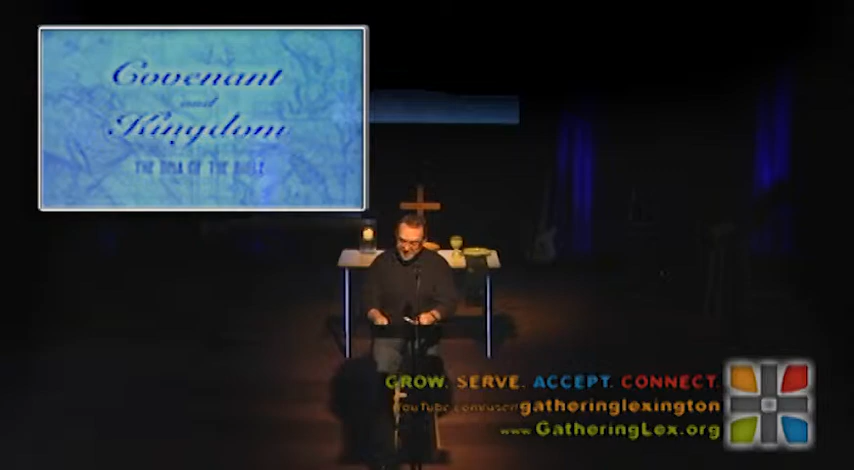 Covenant
and
Kingdom
THE DNA OF THE BIBLE
GROW. SERVE. ACCEPT. CONNECT.
YouTube.com/user/gatheringlexington
www.GatheringLex.org